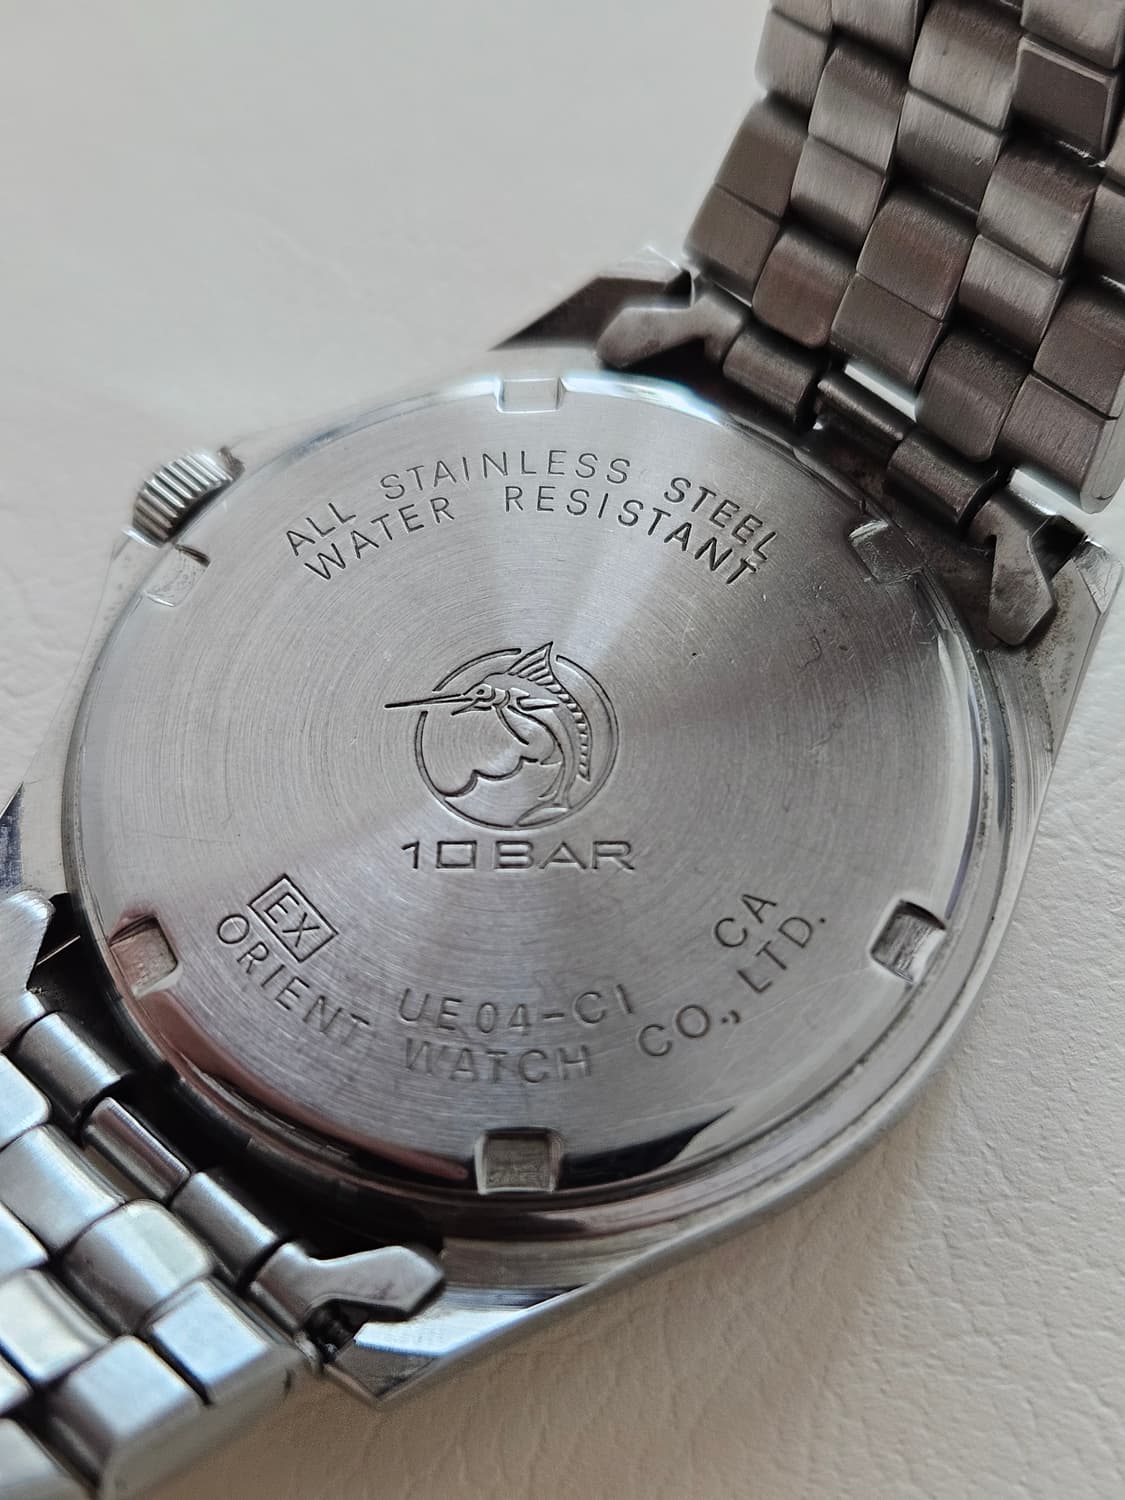 ALL STAINLESS STEEL
WATER RESISTANT
10BAR
EX
CA
UE04-C1
ORIENT WATCH CO., LTD.